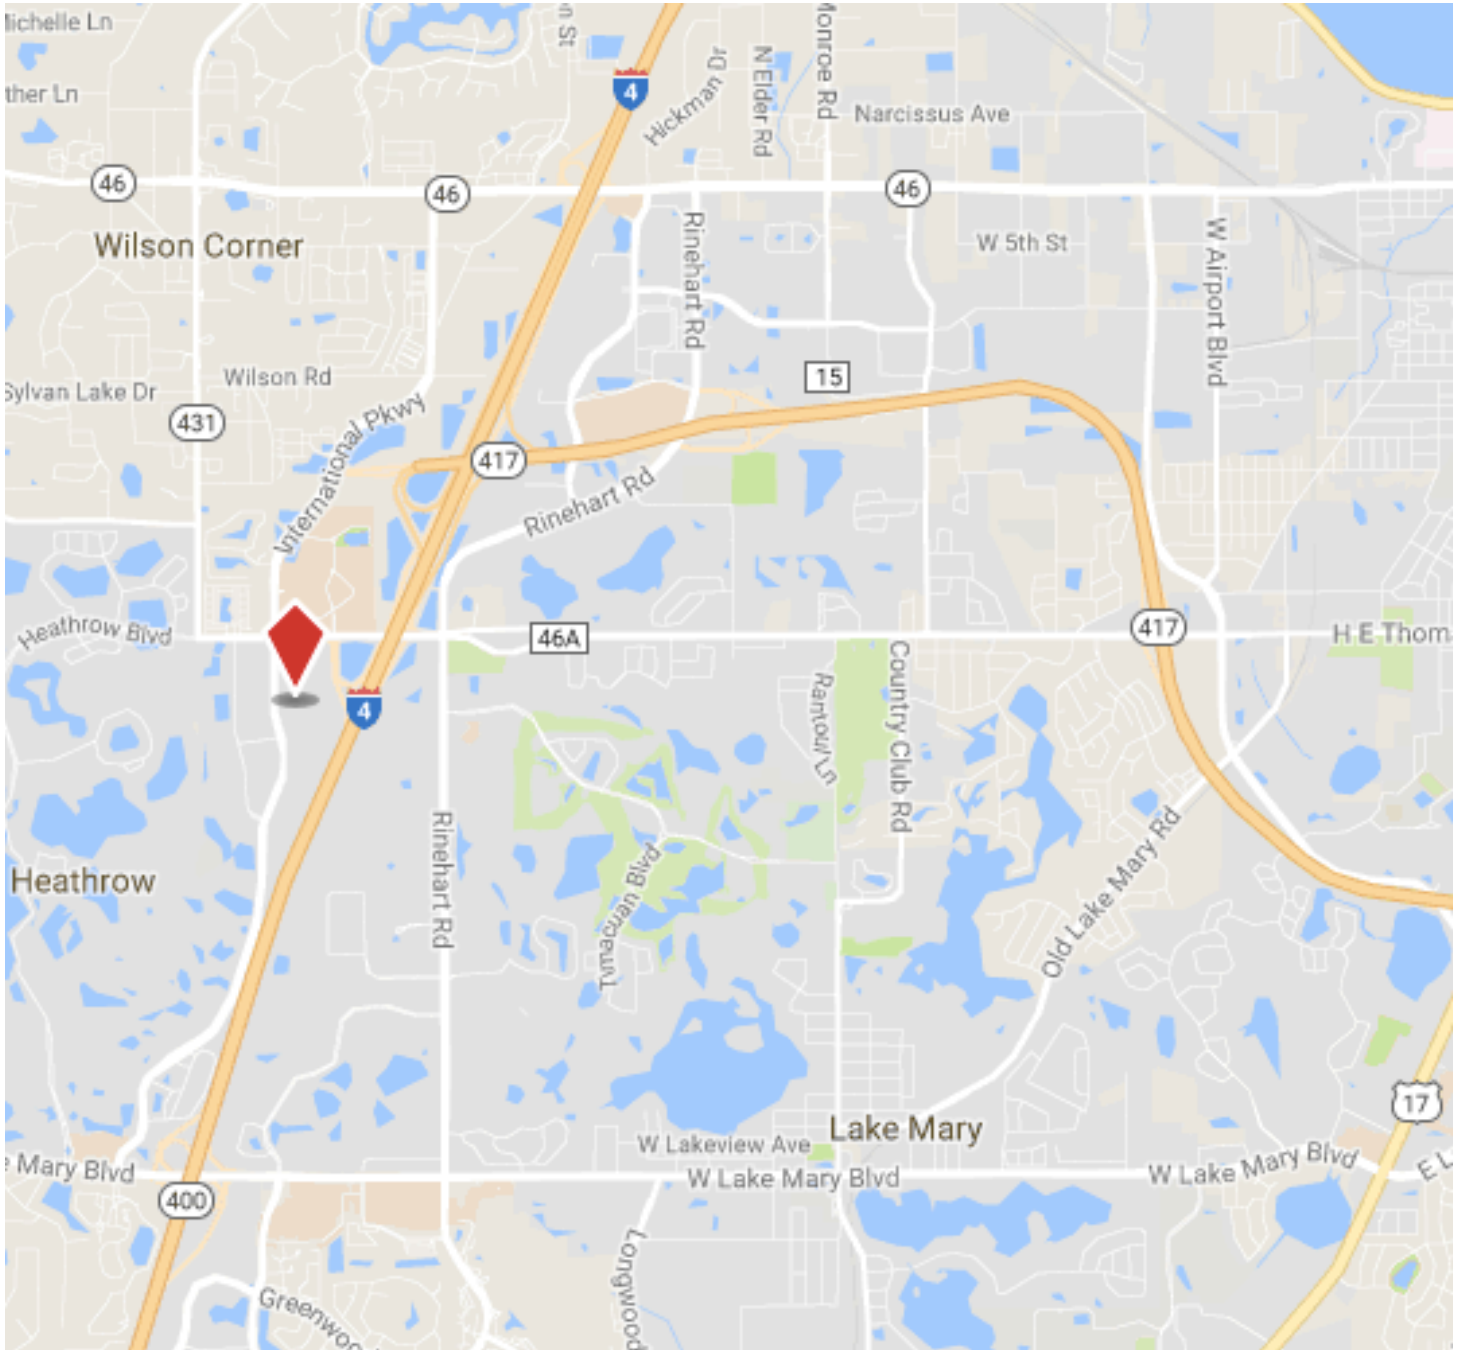 Michelle Ln
n St
Monroe Rd
Hickman Dr
N Elder Rd
4
ther Ln
Narcissus Ave
46
46
46
Wilson Corner
Rinehart Rd
W 5th St
W Airport Blvd
Wilson Rd
15
Sylvan Lake Dr
431
International Pkwy
417
Rinehart Rd
Heathrow Blvd
46A
417
H E Thom
4
Rantoul Ln
Country Club Rd
Rinehart Rd
Timacuan Blvd
Old Lake Mary Rd
Heathrow
17
Lake Mary
W Lakeview Ave
e Mary Blvd
W Lake Mary Blvd
W Lake Mary Blvd
E L
400
Longwood
Greenwoo